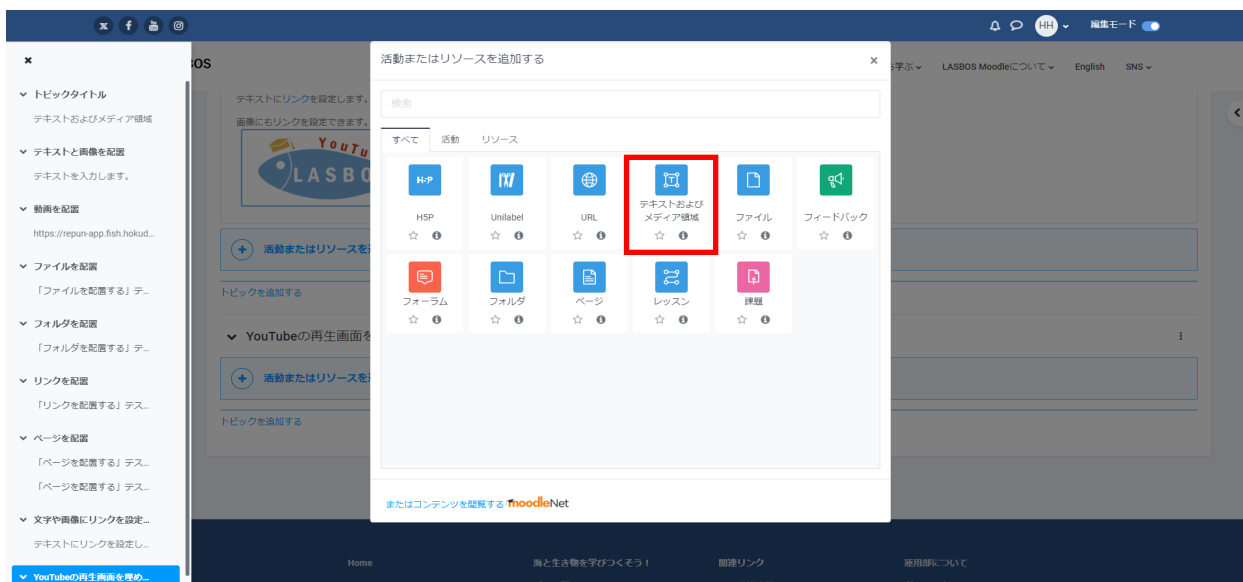 HH
編集モード
OS
ら学ぶ
LASBOS Moodleについて
English
SNS
トピックタイトル
テキストおよびメディア領域
テキストと画像を配置
テキストを入力します。
動画を配置
https://repun-app.fish.hokud...
ファイルを配置
「ファイルを配置する」テ...
フォルダを配置
「フォルダを配置する」テ...
リンクを配置
「リンクを配置する」テス...
ページを配置
「ページを配置する」テス...
「ページを配置する」テス...
文字や画像にリンクを設定...
テキストにリンクを設定し...
YouTubeの再生画面を埋め...
テキストにリンクを設定します。
画像にもリンクを設定できます。
YouTu
LASBO
活動またはリソースを
トピックを追加する
YouTubeの再生画面を
活動またはリソースを
トピックを追加する
活動またはリソースを追加する
検索
すべて
活動
リソース
H5P
H5P
Unilabel
URL
テキストおよび
メディア領域
ファイル
フィードバック
フォーラム
フォルダ
ページ
レッスン
課題
またはコンテンツを閲覧する moodleNet
Home
海と生き物を学びつくそう！
関連リンク
運用部について